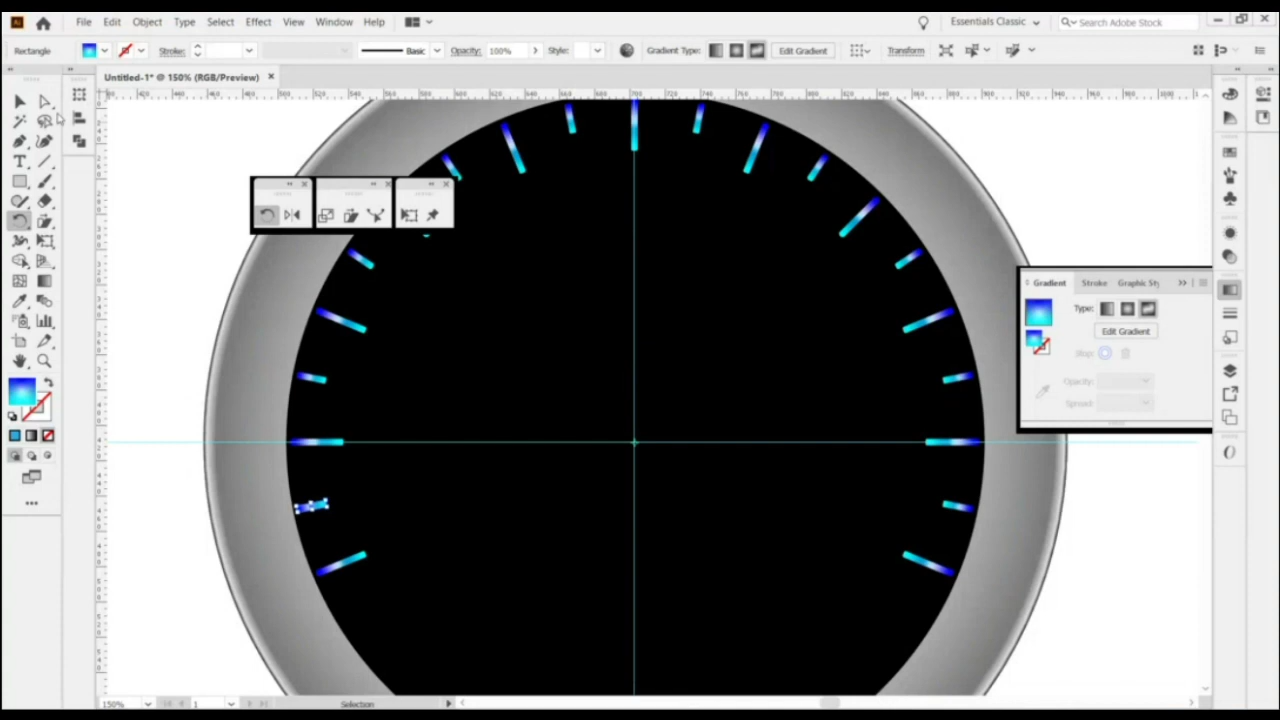 File Edit Object Type Select Effect View Window Help
Essentials Classic
Search Adobe Stock
Rectangle
Stroke:
Basic
Opacity: 100%
Style:
Gradient Type:
Edit Gradient
Transform
Untitled-1* @ 150% (RGB/Preview)
Gradient Stroke Graphic Sty
Type:
Edit Gradient
Stop:
Opacity:
Spread:
150%
1
Selection